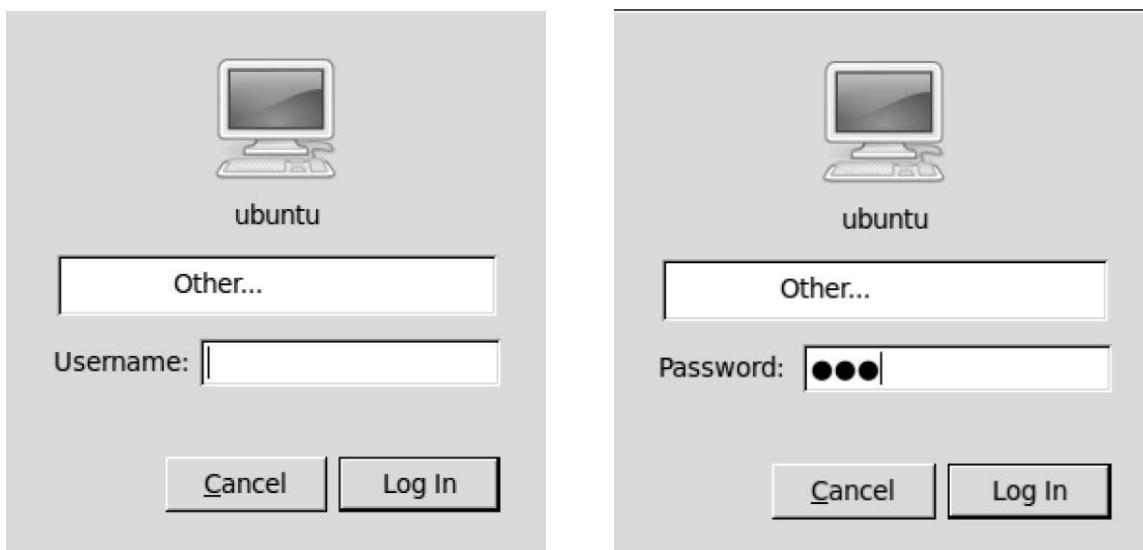 ubuntu
Other...
Username:
Cancel
Log In
ubuntu
Other...
Password: ●●●
Cancel
Log In